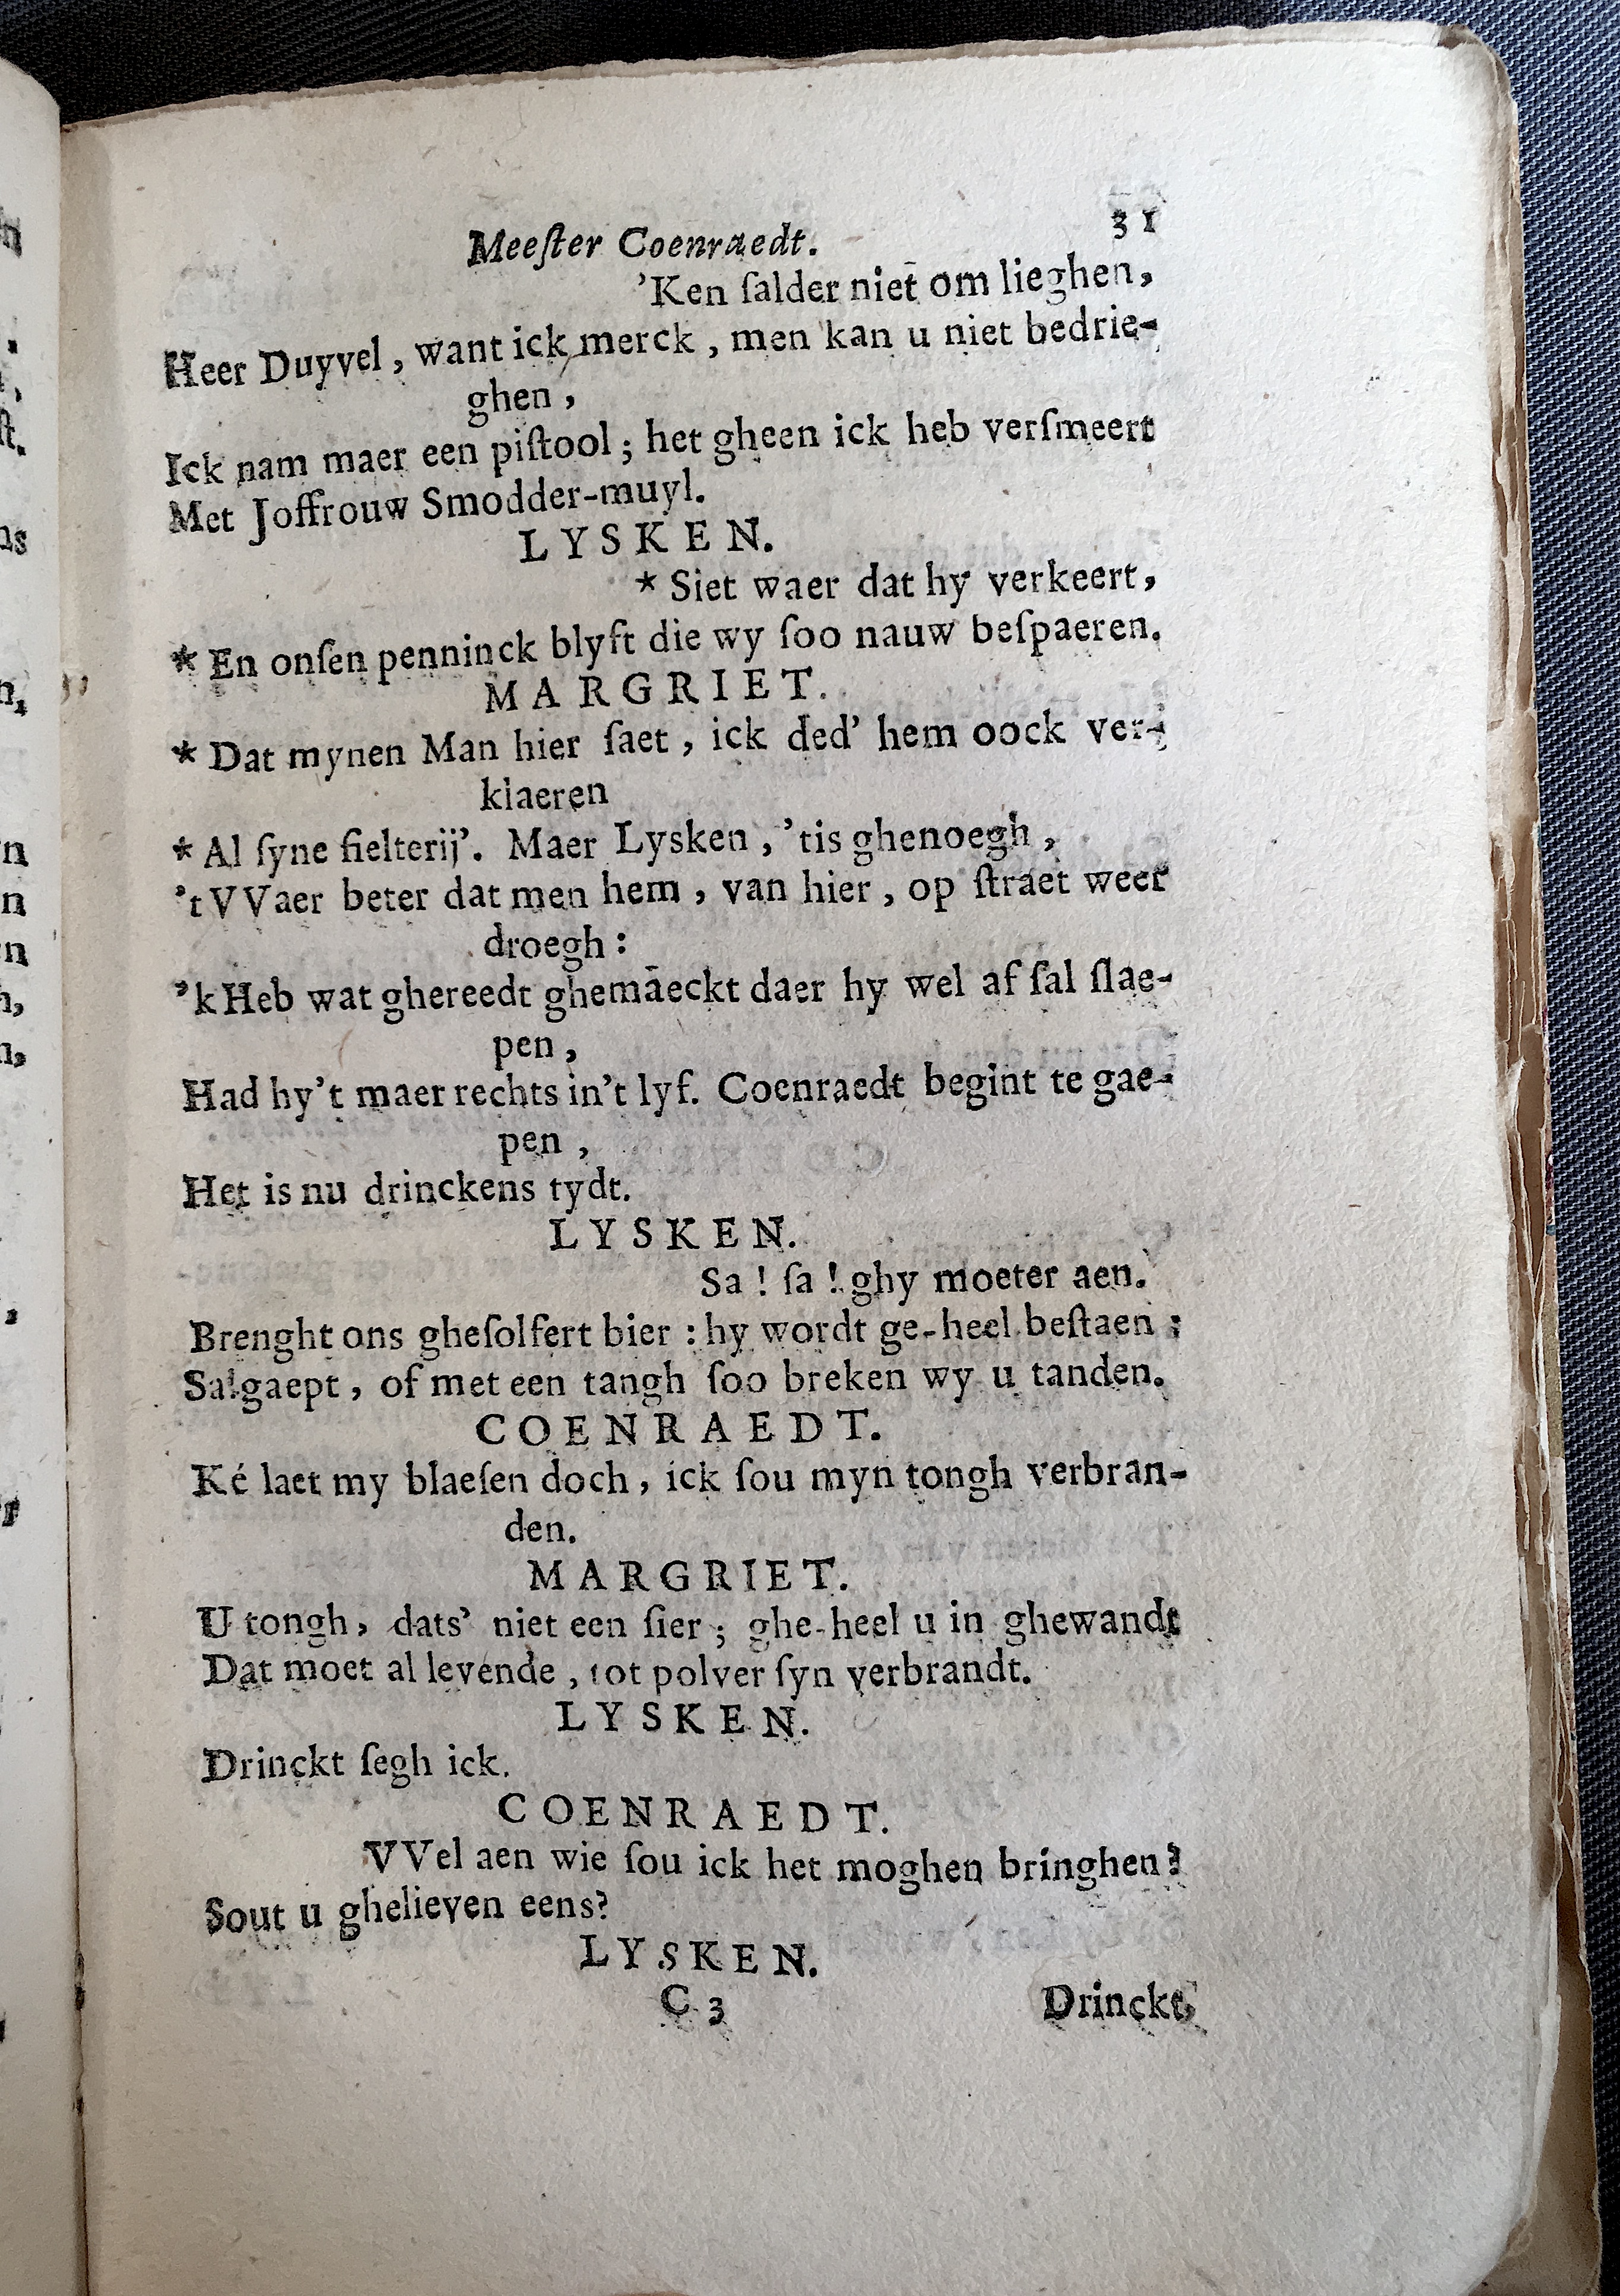 Meeſter Coenraedt. 31
'Ken ſalder niet om lieghen,
Heer Duyvel, want ick merck, men kan u niet bedrie-
ghen,
Ick nam maer een piſtool; het gheen ick heb verſmeert
Met Joffrouw Smodder-muyl.
LYSKEN.
* Siet waer dat hy verkeert,
* En onſen penninck blyft die wy ſoo nauw beſpaeren.
MARGRIET.
* Dat mynen Man hier ſaet, ick ded' hem oock ver-
klaeren
* Al ſyne fielterij'. Maer Lysken, 'tis ghenoegh,
't VVaer beter dat men hem, van hier, op ſtraet weer
droegh:
'k Heb wat ghereedt ghemaeckt daer hy wel af ſal ſlae-
pen,
Had hy't maer rechts in't lyf. Coenraedt begint te gae-
pen,
Het is nu drinckens tydt.
LYSKEN.
Sa! ſa! ghy moeter aen.
Brenght ons gheſolfert bier: hy wordt ge-heel beſtaen;
Sa! gaept, of met een tangh ſoo breken wy u tanden.
COENRAEDT.
Ké laet my blaeſen doch, ick ſou myn tongh verbran-
den.
MARGRIET.
U tongh, dats' niet een ſier; ghe-heel u in ghewandt
Dat moet al levende, tot polver ſyn verbrandt.
LYSKEN.
Drinckt ſegh ick.
COENRAEDT.
VVel aen wie ſou ick het moghen bringhen?
Sout u ghelieven eens?
LYSKEN.
C 3 Drinckt,